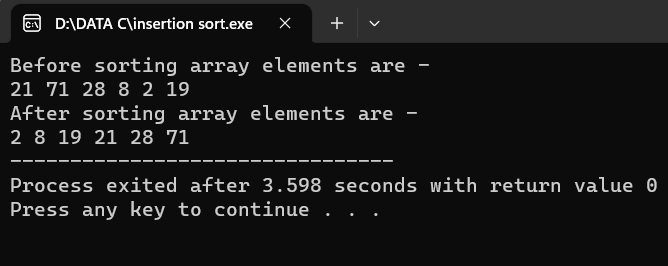 D:\DATA C\insertion sort.exe
Before sorting array elements are -
21 71 28 8 2 19
After sorting array elements are -
2 8 19 21 28 71
--------------------------------
Process exited after 3.598 seconds with return value 0
Press any key to continue . . .